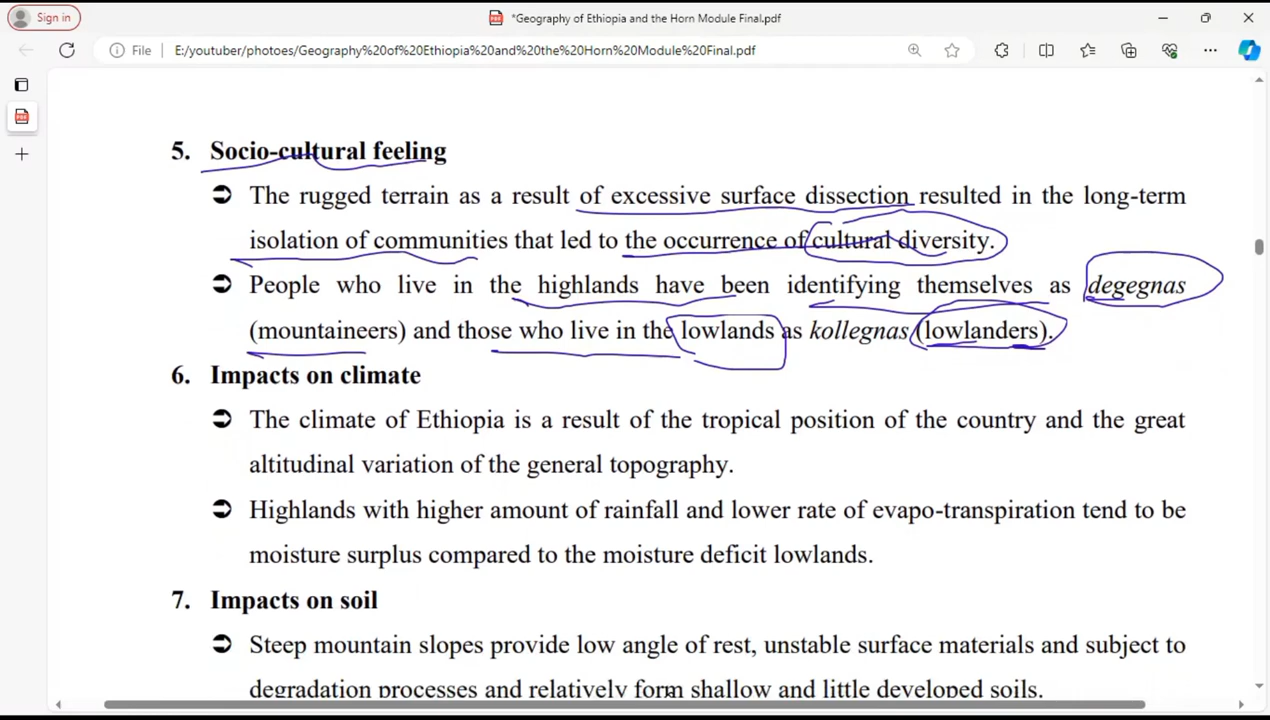 Sign in
*Geography of Ethiopia and the Horn Module Final.pdf
File
E:/youtuber/photoes/Geography%20of%20Ethiopia%20and%20the%20Horn%20Module%20Final.pdf
5. Socio-cultural feeling
The rugged terrain as a result of excessive surface dissection resulted in the long-term
isolation of communities that led to the occurrence of cultural diversity.
People who live in the highlands have been identifying themselves as degegnas
(mountaineers) and those who live in the lowlands as kollegnas (lowlanders).
6. Impacts on climate
The climate of Ethiopia is a result of the tropical position of the country and the great
altitudinal variation of the general topography.
Highlands with higher amount of rainfall and lower rate of evapo-transpiration tend to be
moisture surplus compared to the moisture deficit lowlands.
7. Impacts on soil
Steep mountain slopes provide low angle of rest, unstable surface materials and subject to
degradation processes and relatively form shallow and little developed soils.